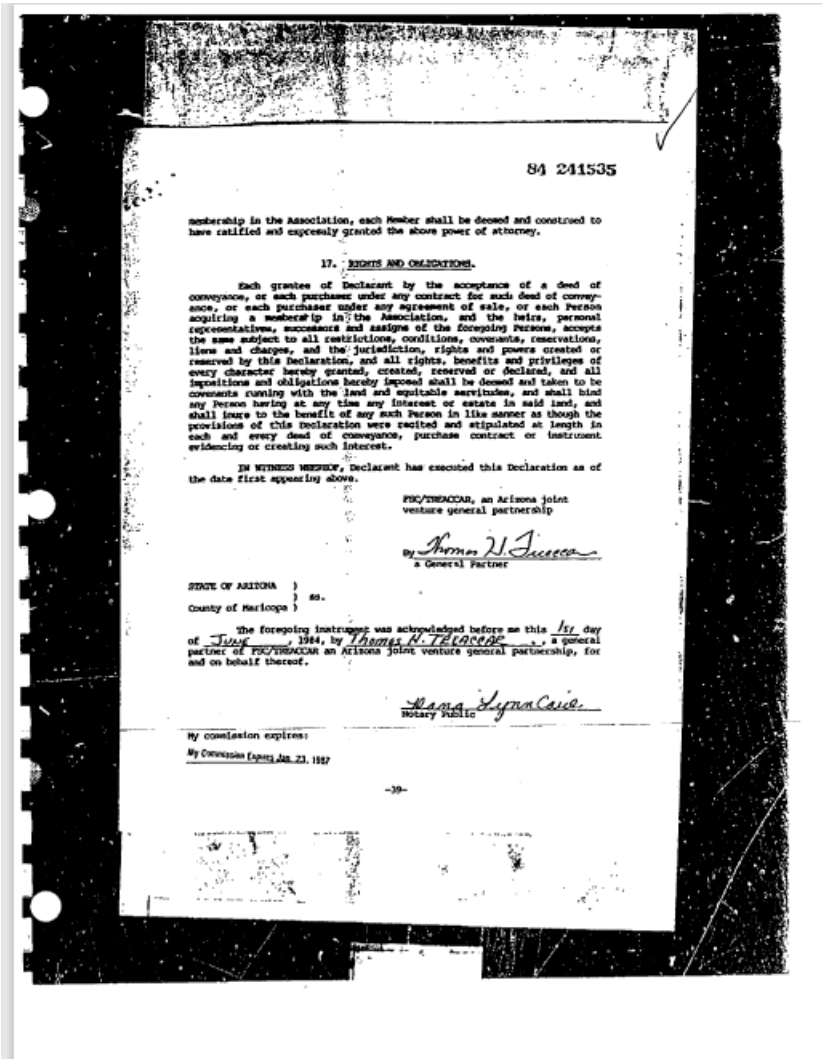 84 241535
membership in the Association, each Member shall be deemed and construed to
have ratified and expressly granted the above power of attorney.
17. RIGHTS AND OBLIGATIONS.
Each grantee of Declarant by the acceptance of a deed of
conveyance, or each purchaser under any contract for such deed of convey-
ance, or each purchaser under any agreement of sale, or each Person
acquiring a membership in the Association, and the heirs, personal
representatives, successors and assigns of the foregoing Persons, accepts
the same subject to all restrictions, conditions, covenants, reservations,
liens and charges, and the jurisdiction, rights and powers created or
reserved by this Declaration, and all rights, benefits and privileges of
every character hereby granted, created, reserved or declared, and all
impositions and obligations hereby imposed shall be deemed and taken to be
covenants running with the land and equitable servitudes, and shall bind
any Person having at any time any interest or estate in said land, and
shall inure to the benefit of any such Person in like manner as though the
provisions of this Declaration were recited and stipulated at length in
each and every deed of conveyance, purchase contract or instrument
evidencing or creating such interest.
IN WITNESS WHEREOF, Declarant has executed this Declaration as of
the date first appearing above.
FSC/TREACCAR, an Arizona joint
venture general partnership
By Thomas
a General Partner
STATE OF ARIZONA )
) ss.
County of Maricopa )
The foregoing instrument was acknowledged before me this 1st day
of JUNE, 1984, by Thomas, a general
partner of FSC/TREACCAR an Arizona joint venture general partnership, for
and on behalf thereof.
Dana Lynn
Notary Public
My commission expires:
My Commission Expires Jan. 23, 1987
-39-